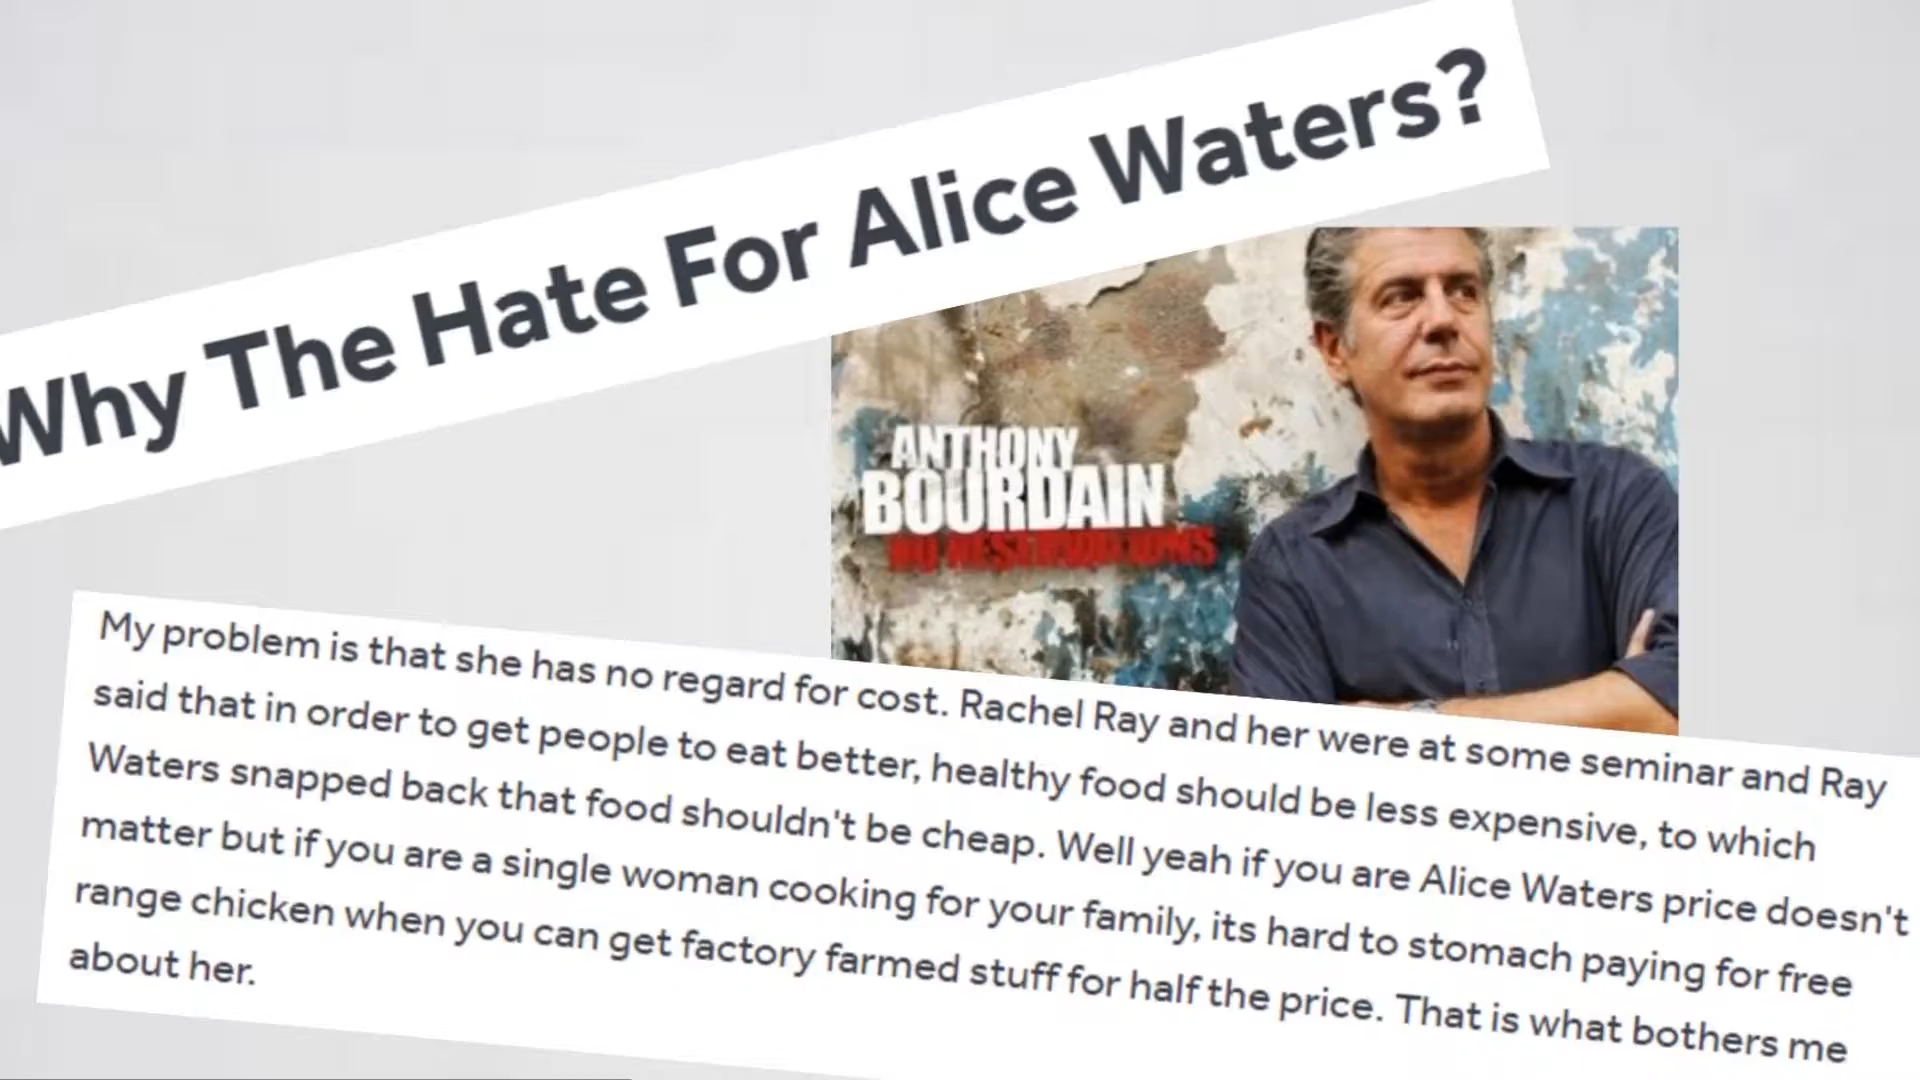 Why The Hate For Alice Waters?
ANTHONY
BOURDAIN
NO RESERVATIONS
My problem is that she has no regard for cost. Rachel Ray and her were at some seminar and Ray
said that in order to get people to eat better, healthy food should be less expensive, to which
Waters snapped back that food shouldn't be cheap. Well yeah if you are Alice Waters price doesn't
matter but if you are a single woman cooking for your family, its hard to stomach paying for free
range chicken when you can get factory farmed stuff for half the price. That is what bothers me
about her.